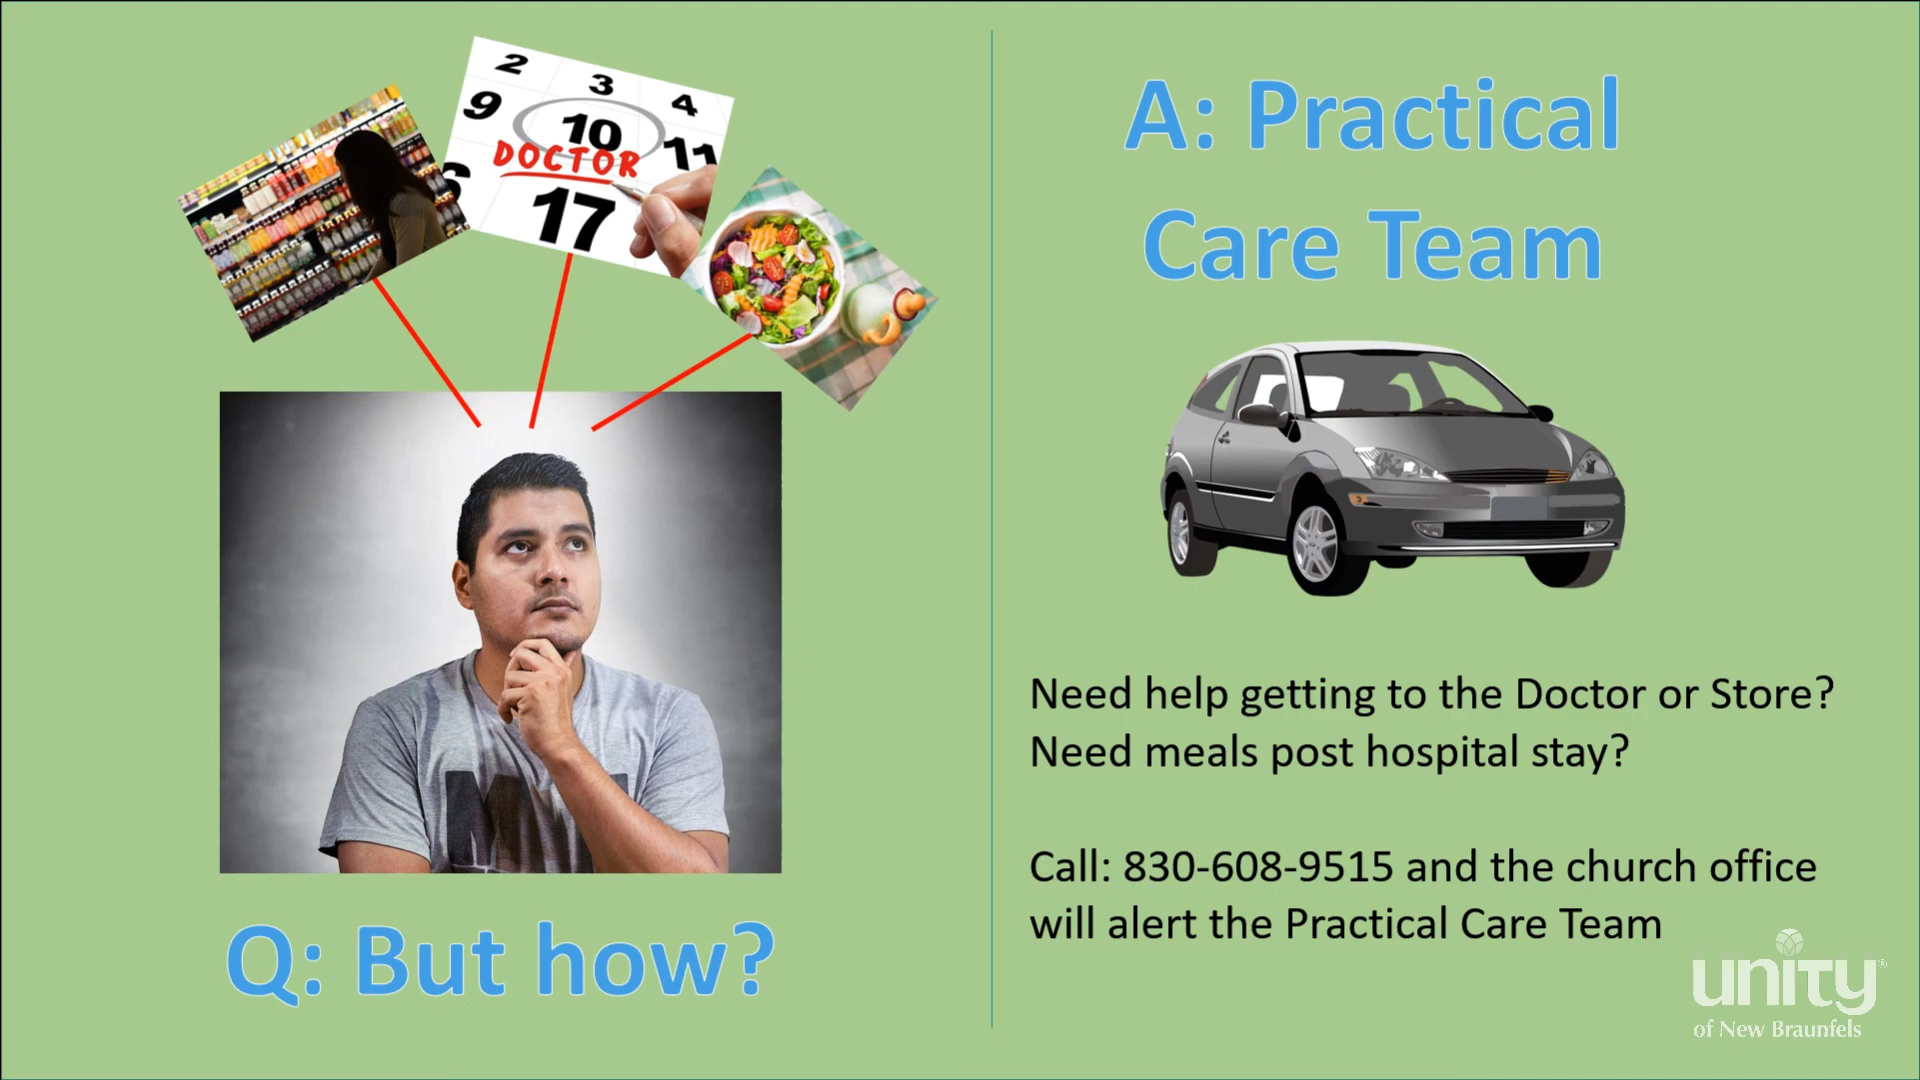 2
3
4
9
10
11
DOCTOR
6
17
Q: But how?
A: Practical
Care Team
Need help getting to the Doctor or Store?
Need meals post hospital stay?
Call: 830-608-9515 and the church office
will alert the Practical Care Team
unity®
of New Braunfels